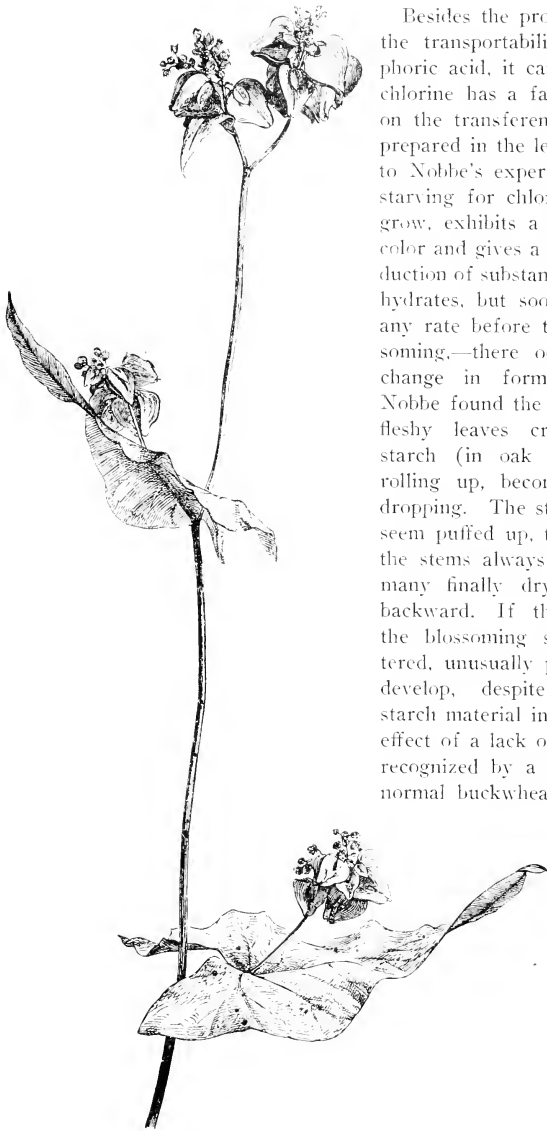 Besides the pro
the transportabili
phoric acid, it ca
chlorine has a fa
on the transferen
prepared in the le
to Nobbe's exper
starving for chlor
grow, exhibits a
color and gives a
duction of substan
hydrates, but soo
any rate before t
soming,—there o
change in form
Nobbe found the
fleshy leaves cr
starch (in oak
rolling up, becor
dropping. The st
seem puffed up, t
the stems always
many finally dry
backward. If th
the blossoming s
tered, unusually p
develop, despite
starch material in
effect of a lack o
recognized by a
normal buckwhea